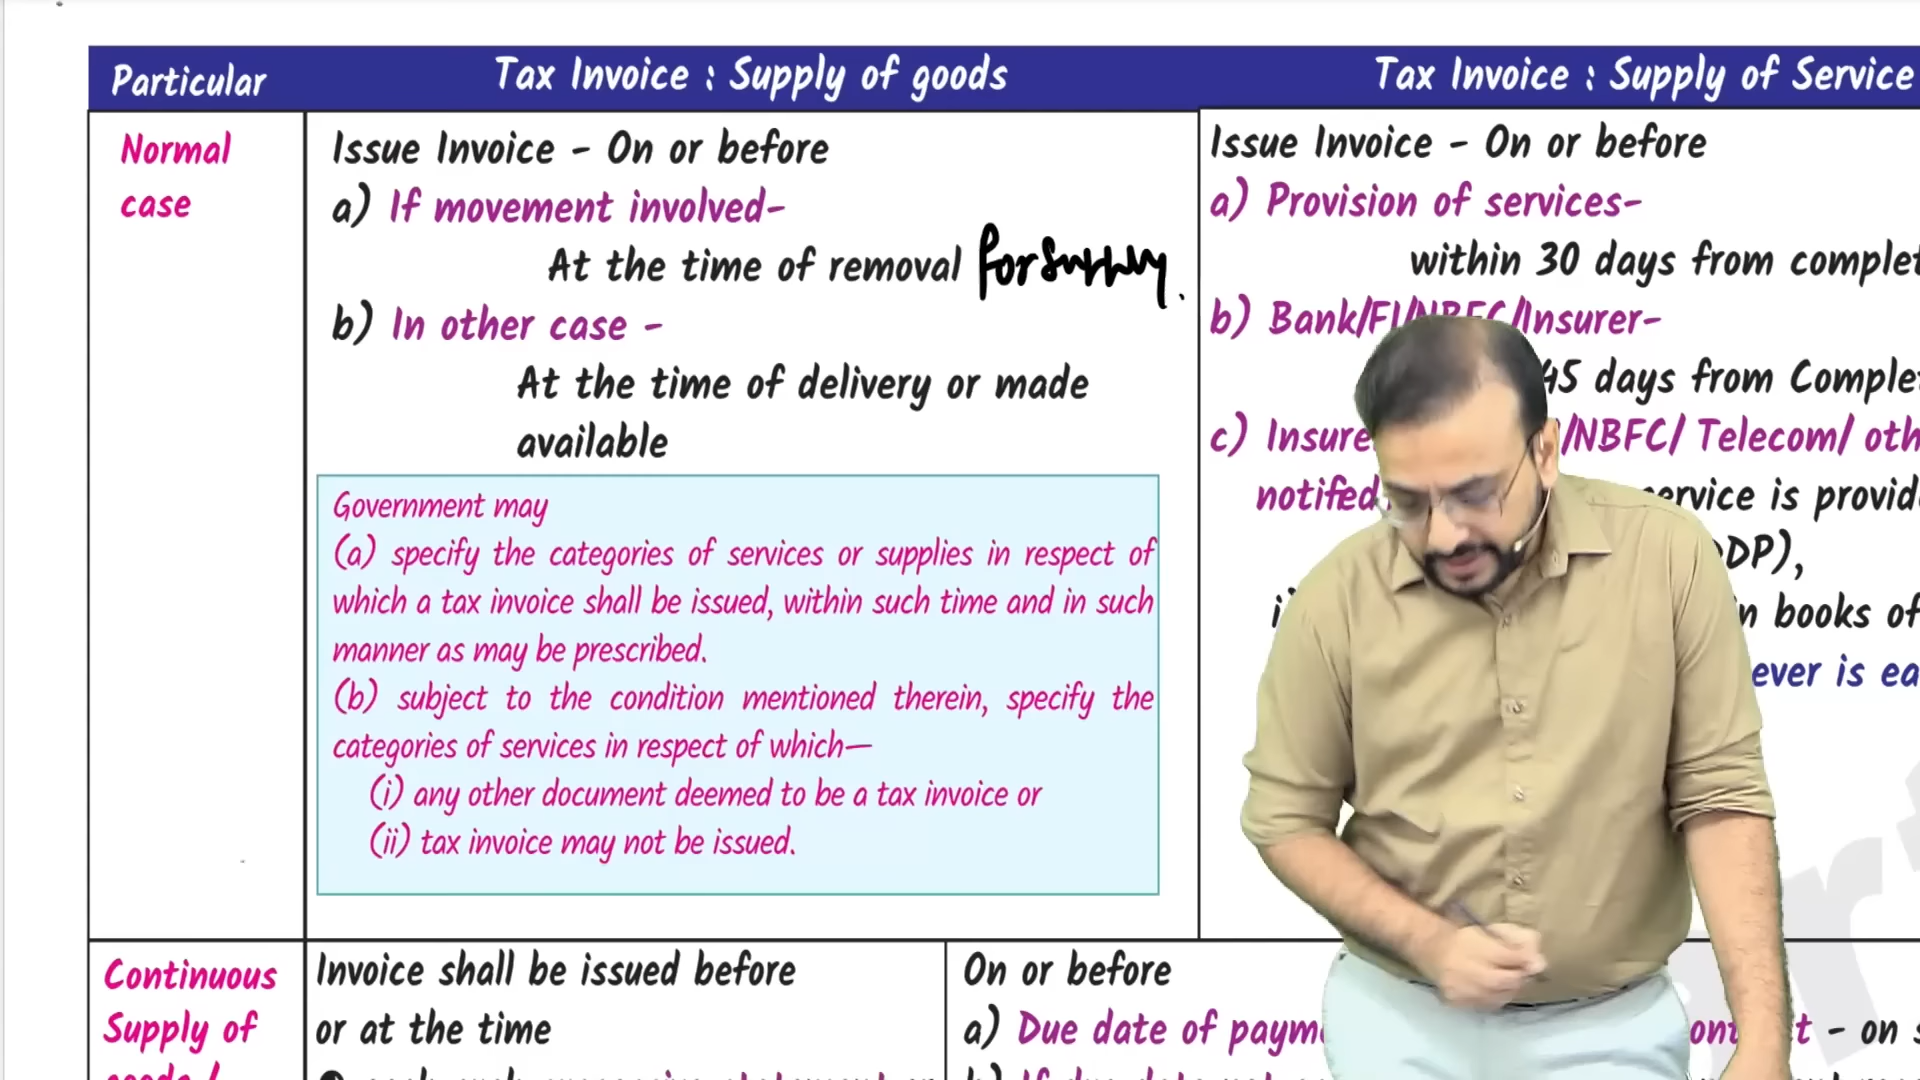 Particular
Tax Invoice : Supply of goods
Tax Invoice : Supply of Service
Normal
case
Issue Invoice - On or before
a) If movement involved-
At the time of removal for supply.
b) In other case -
At the time of delivery or made
available
Government may
(a) specify the categories of services or supplies in respect of
which a tax invoice shall be issued, within such time and in such
manner as may be prescribed.
(b) subject to the condition mentioned therein, specify the
categories of services in respect of which—
(i) any other document deemed to be a tax invoice or
(ii) tax invoice may not be issued.
Issue Invoice - On or before
a) Provision of services-
within 30 days from
b) Bank/FI/NBFC/Insurer-
45 days from
c) /NBFC/ Telecom/
is
DP),
books of
ever is
Continuous
Supply of
Invoice shall be issued before
or at the time
On or before
a) Due date of
- on